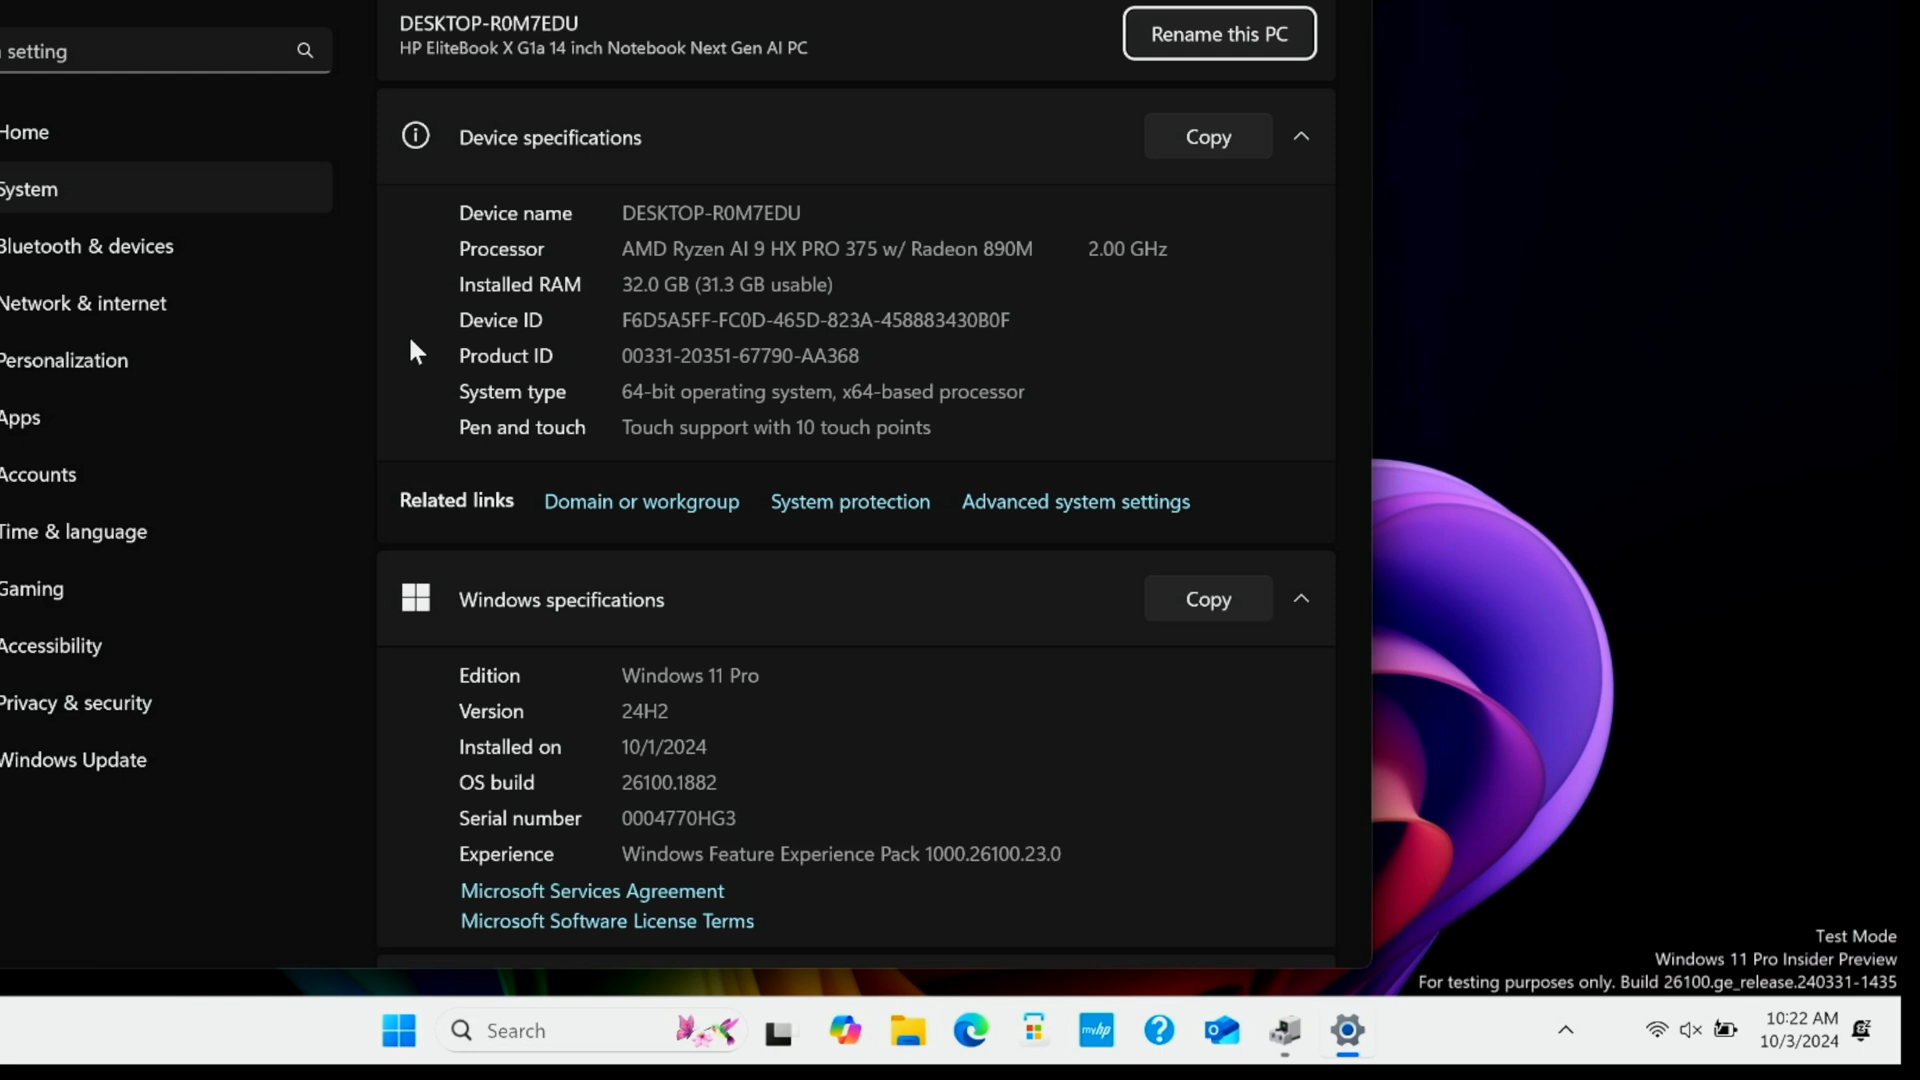 DESKTOP-R0M7EDU
HP EliteBook X G1a 14 inch Notebook Next Gen AI PC
Rename this PC
setting
Home
System
Bluetooth & devices
Network & internet
Personalization
Apps
Accounts
Time & language
Gaming
Accessibility
Privacy & security
Windows Update
Device specifications
Copy
Device name DESKTOP-R0M7EDU
Processor AMD Ryzen AI 9 HX PRO 375 w/ Radeon 890M 2.00 GHz
Installed RAM 32.0 GB (31.3 GB usable)
Device ID F6D5A5FF-FC0D-465D-823A-458883430B0F
Product ID 00331-20351-67790-AA368
System type 64-bit operating system, x64-based processor
Pen and touch Touch support with 10 touch points
Related links Domain or workgroup System protection Advanced system settings
Windows specifications
Copy
Edition Windows 11 Pro
Version 24H2
Installed on 10/1/2024
OS build 26100.1882
Serial number 0004770HG3
Experience Windows Feature Experience Pack 1000.26100.23.0
Microsoft Services Agreement
Microsoft Software License Terms
Test Mode
Windows 11 Pro Insider Preview
For testing purposes only. Build 26100.ge_release.240331-1435
Search
myhp
10:22 AM
10/3/2024